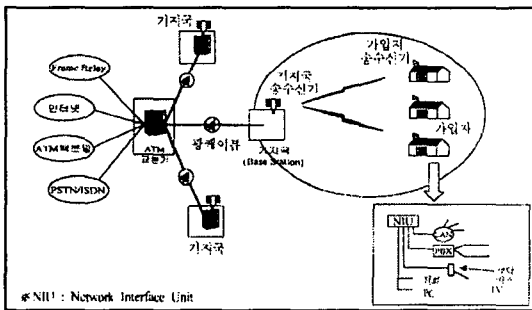 기지국
Frame Relay
인터넷
ATM백본망
PSTN/ISDN
ATM
교환기
광케이블
기지국
송수신기
기지국
(Base Station)
기지국
가입자
송수신기
가입자
NIU
LAN
PBX
PC
TV
※NIU : Network Interface Unit